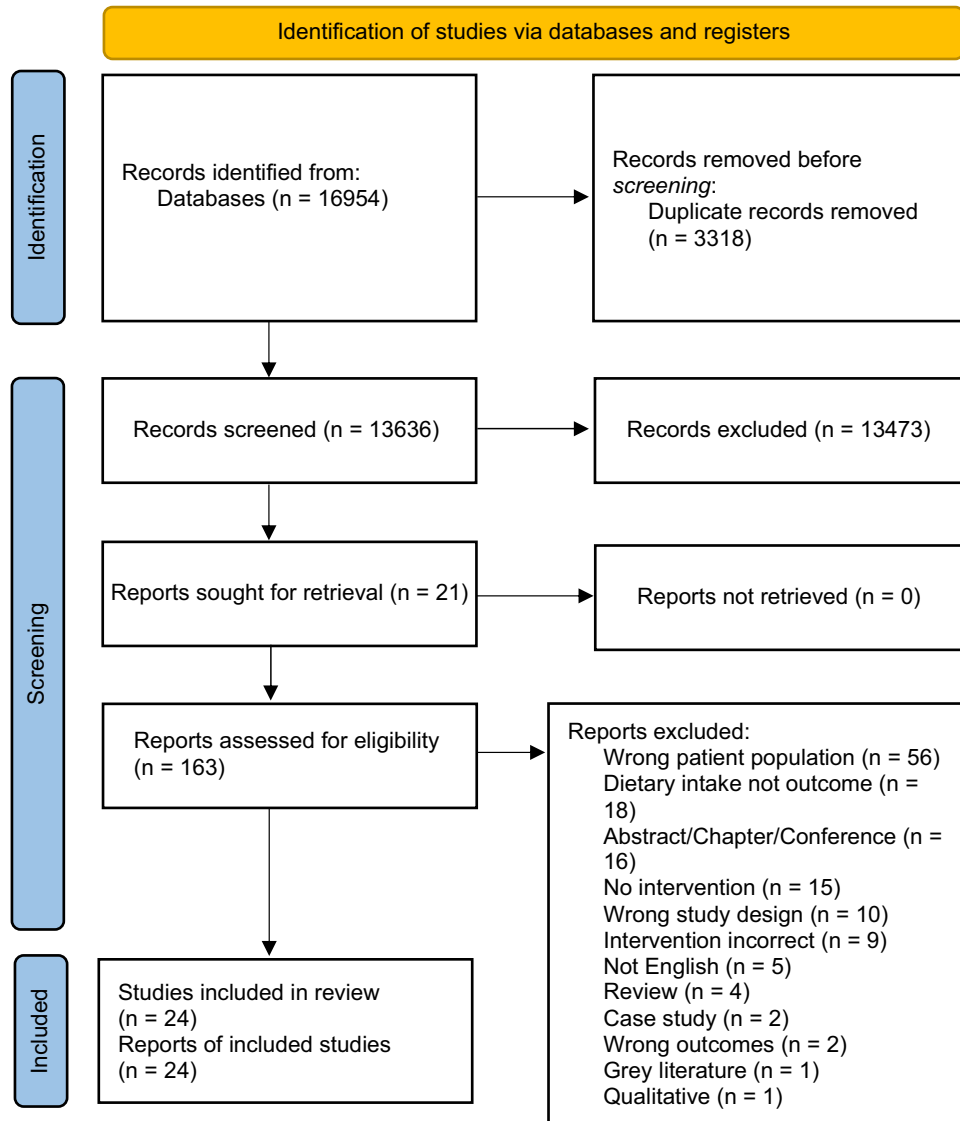 Identification of studies via databases and registers
Identification
Records identified from:
Databases (n = 16954)
Records removed before
screening:
Duplicate records removed
(n = 3318)
Screening
Records screened (n = 13636)
Records excluded (n = 13473)
Reports sought for retrieval (n = 21)
Reports not retrieved (n = 0)
Reports assessed for eligibility
(n = 163)
Reports excluded:
Wrong patient population (n = 56)
Dietary intake not outcome (n =
18)
Abstract/Chapter/Conference (n =
16)
No intervention (n = 15)
Wrong study design (n = 10)
Intervention incorrect (n = 9)
Not English (n = 5)
Review (n = 4)
Case study (n = 2)
Wrong outcomes (n = 2)
Grey literature (n = 1)
Qualitative (n = 1)
Included
Studies included in review
(n = 24)
Reports of included studies
(n = 24)